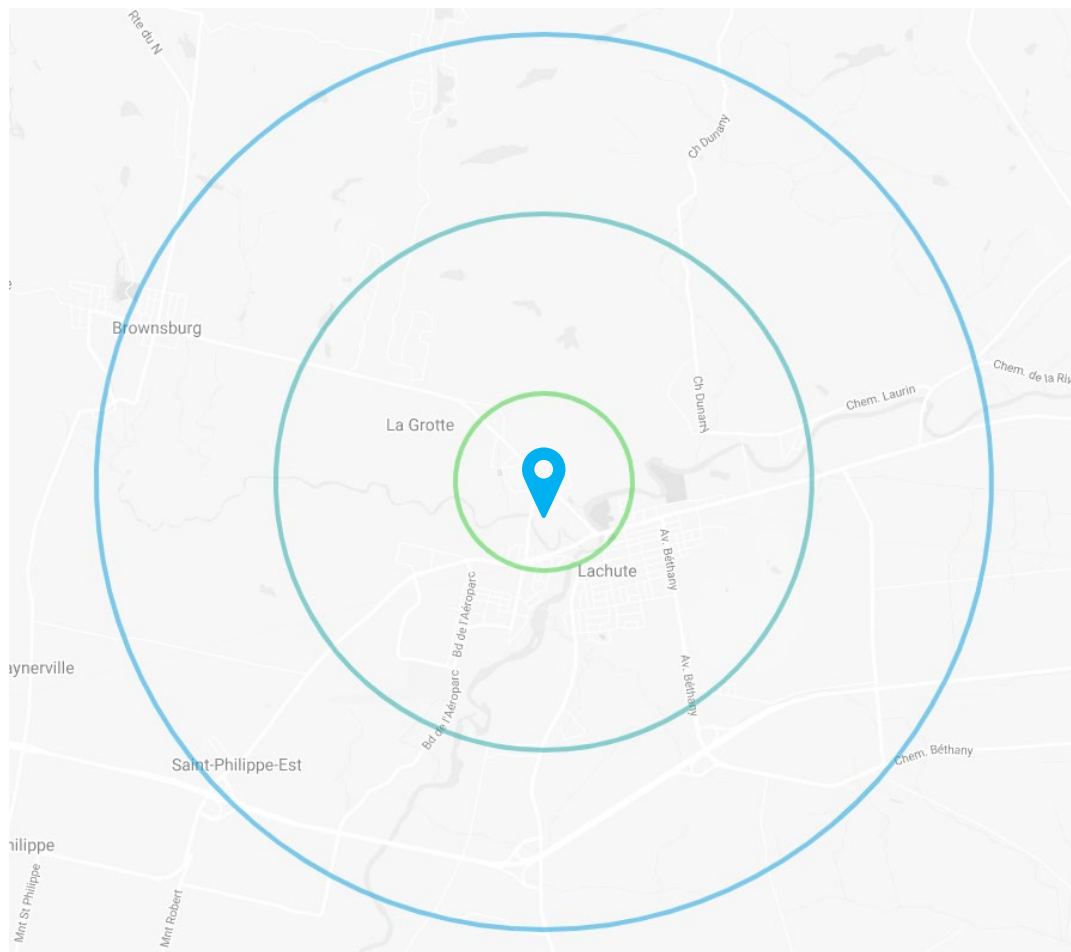 Rte du N
Ch Dunany
Brownsburg
Chem. de la Riv
Ch Dunany
Chem. Laurin
La Grotte
Av. Béthany
Lachute
Bd de l'Aéroparc
aynerville
Av. Béthany
Bd de l'Aéroparc
Chem. Béthany
Saint-Philippe-Est
hilippe
Mnt St Philippe
Mnt Robert